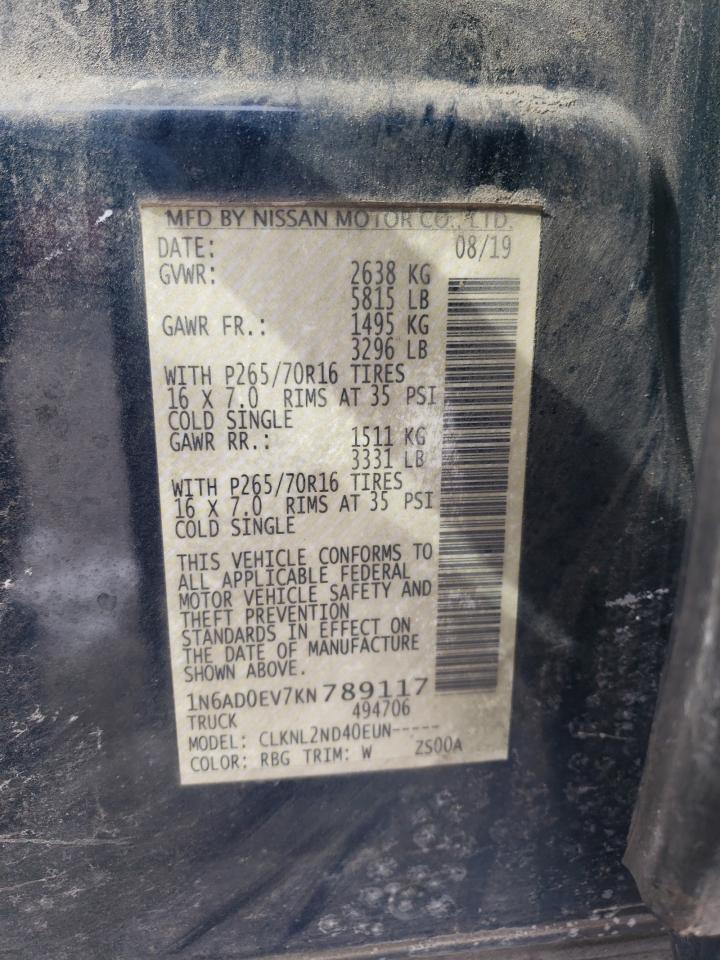 MFD BY NISSAN MOTOR CO., LTD.
DATE: 08/19
GVWR: 2638 KG
5815 LB
GAWR FR.: 1495 KG
3296 LB
WITH P265/70R16 TIRES
16 X 7.0 RIMS AT 35 PSI
COLD SINGLE
GAWR RR.: 1511 KG
3331 LB
WITH P265/70R16 TIRES
16 X 7.0 RIMS AT 35 PSI
COLD SINGLE
THIS VEHICLE CONFORMS TO
ALL APPLICABLE FEDERAL
MOTOR VEHICLE SAFETY AND
THEFT PREVENTION
STANDARDS IN EFFECT ON
THE DATE OF MANUFACTURE
SHOWN ABOVE.
1N6AD0EV7KN789117
TRUCK 494706
MODEL: CLKNL2ND40EUN-----
COLOR: RBG TRIM: W ZS00A